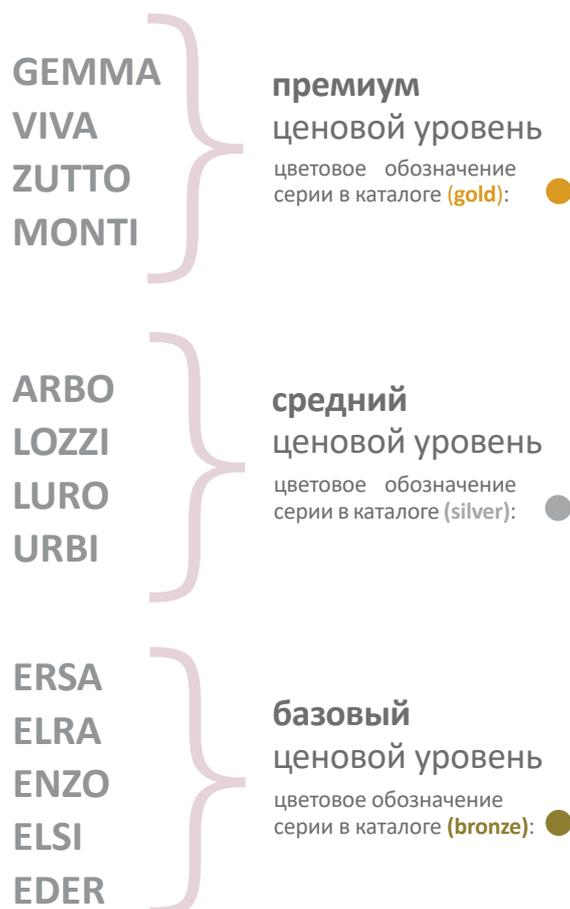 GEMMA
VIVA
ZUTTO
MONTI
премиум
ценовой уровень
цветовое обозначение
серии в каталоге (gold):
ARBO
LOZZI
LURO
URBI
средний
ценовой уровень
цветовое обозначение
серии в каталоге (silver):
ERSA
ELRA
ENZO
ELSI
EDER
базовый
ценовой уровень
цветовое обозначение
серии в каталоге (bronze):